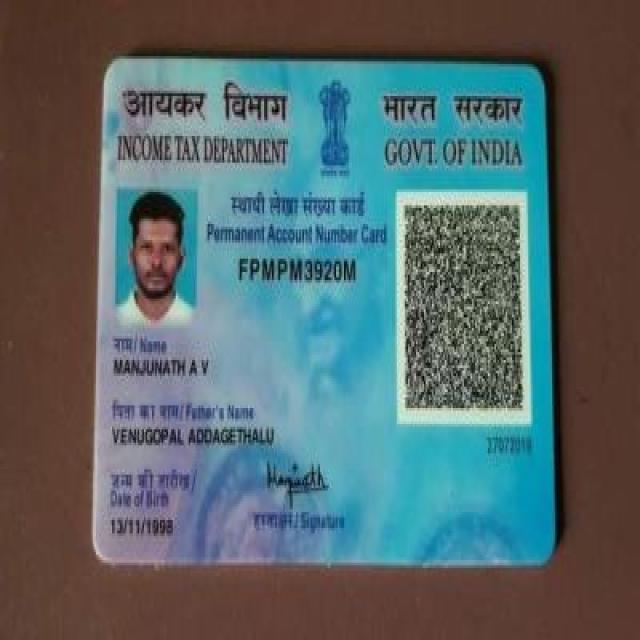 आयकर विभाग
INCOME TAX DEPARTMENT
भारत सरकार
GOVT. OF INDIA
स्थायी लेखा संख्या कार्ड
Permanent Account Number Card
FPMPM3920M
नाम / Name
MANJUNATH A V
पिता का नाम / Father's Name
VENUGOPAL ADDAGETHALU
27072018
जन्म की तारीख /
Date of Birth
13/11/1998
Manjunath
हस्ताक्षर / Signature